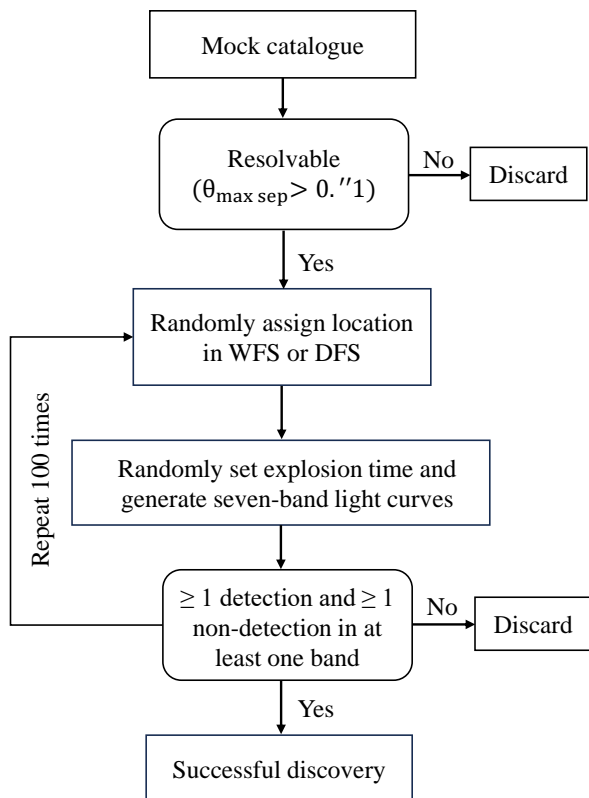 Mock catalogue
Resolvable
(θmax sep > 0.″1)
No
Discard
Yes
Randomly assign location
in WFS or DFS
Repeat 100 times
Randomly set explosion time and
generate seven-band light curves
≥ 1 detection and ≥ 1
non-detection in at
least one band
No
Discard
Yes
Successful discovery